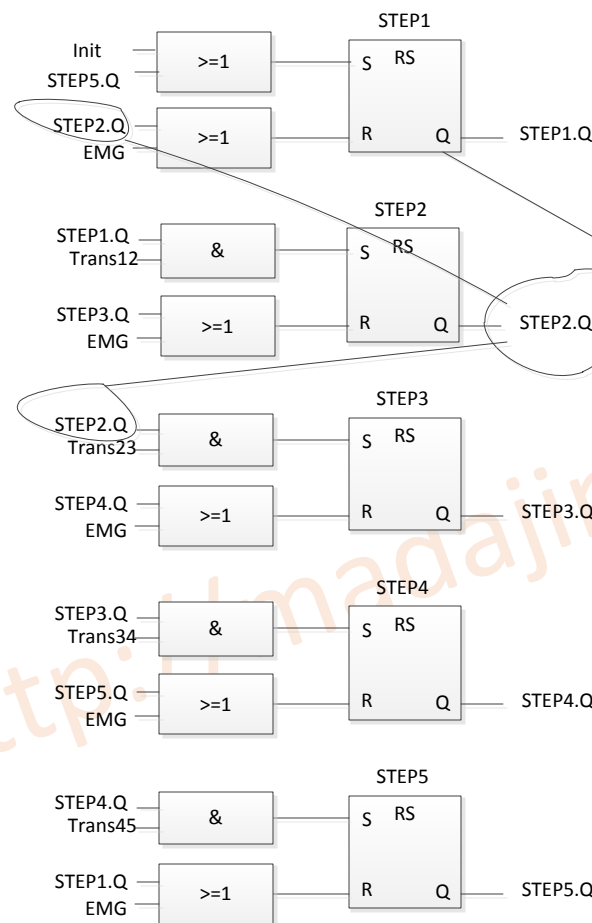 STEP1
Init
>=1
S RS
STEP5.Q
STEP2.Q
>=1
R Q STEP1.Q
EMG
STEP2
STEP1.Q
&
S RS
Trans12
STEP3.Q
>=1
R Q STEP2.Q
EMG
STEP3
STEP2.Q
&
S RS
Trans23
STEP4.Q
>=1
R Q STEP3.Q
EMG
STEP4
STEP3.Q
&
S RS
Trans34
STEP5.Q
>=1
R Q STEP4.Q
EMG
STEP5
STEP4.Q
&
S RS
Trans45
STEP1.Q
>=1
R Q STEP5.Q
EMG
ttp://madajin